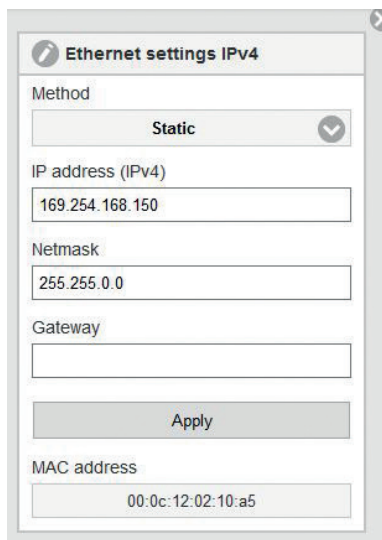 Ethernet settings IPv4
Method
Static
IP address (IPv4)
169.254.168.150
Netmask
255.255.0.0
Gateway
Apply
MAC address
00:0c:12:02:10:a5